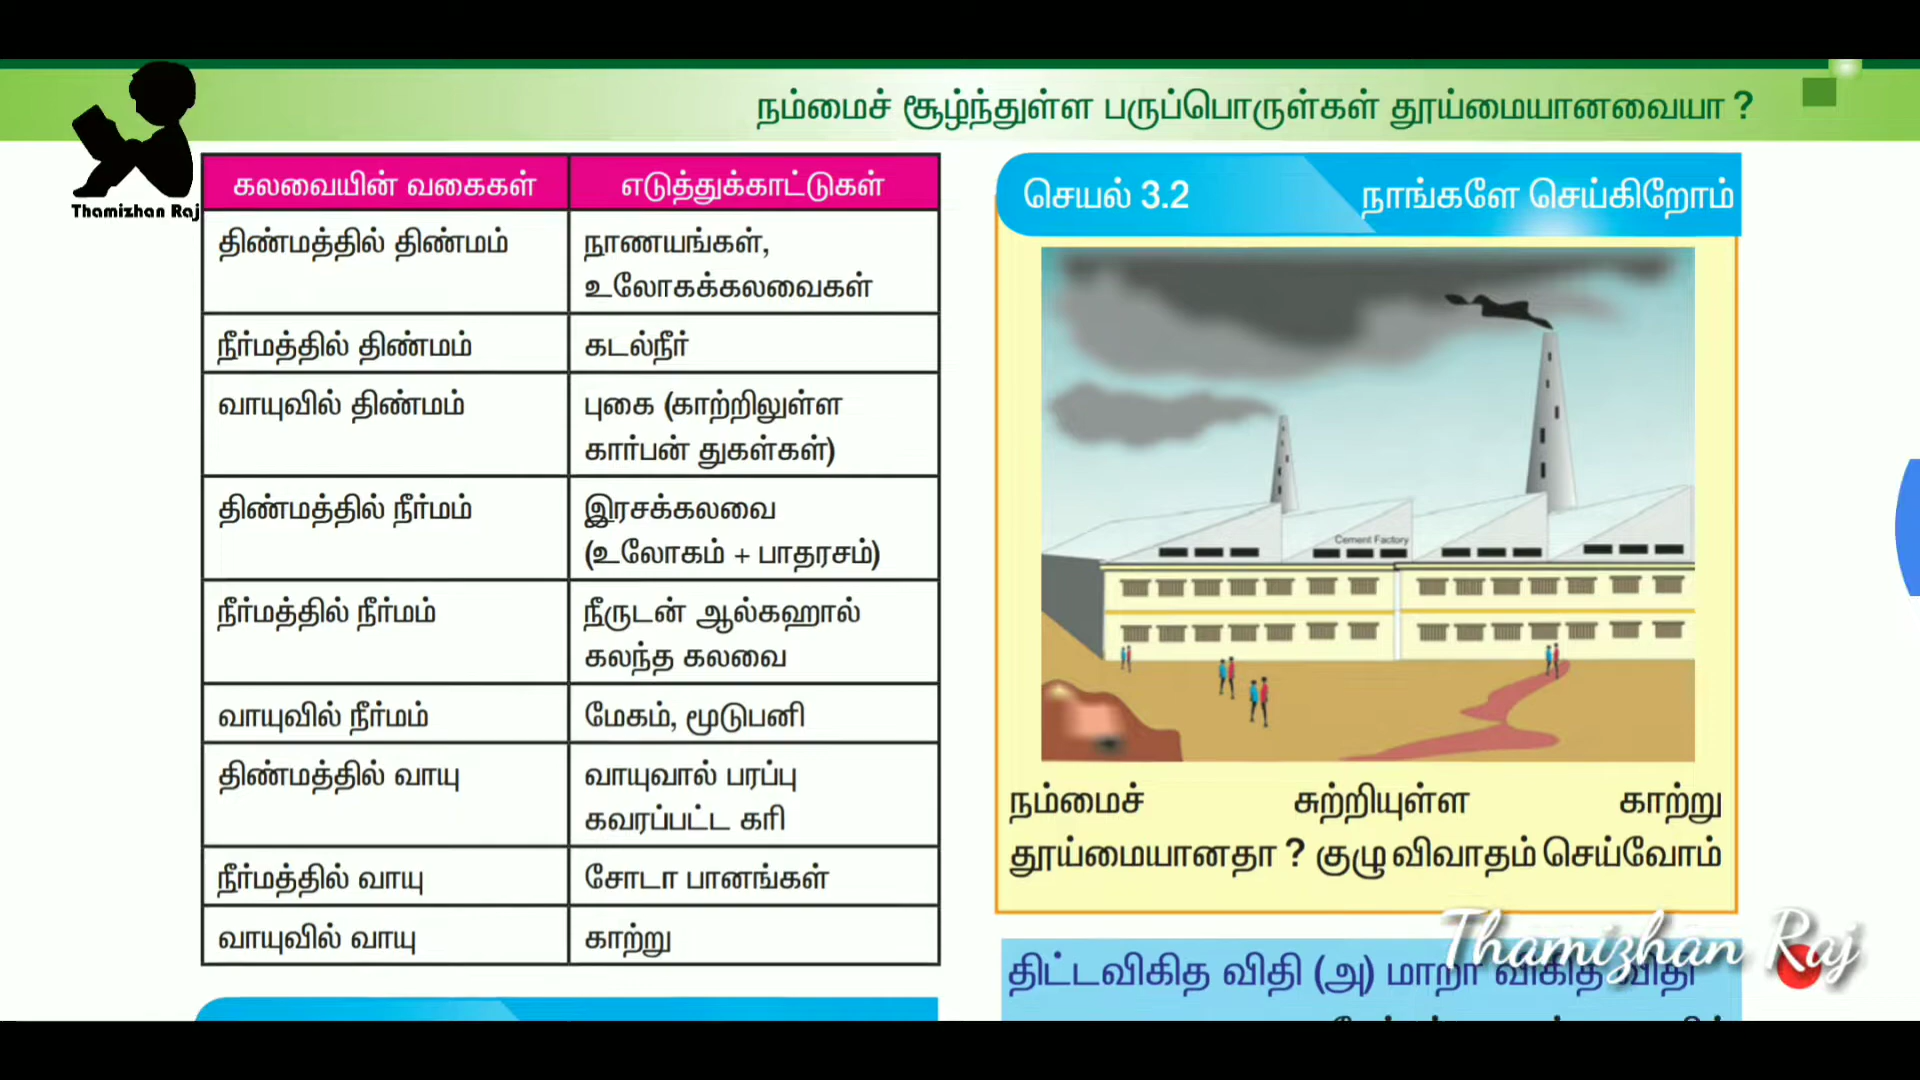 நம்மைச் சூழ்ந்துள்ள பருப்பொருள்கள் தூய்மையானவையா ?
Thamizhan Raj
கலவையின் வகைகள் எடுத்துக்காட்டுகள்
திண்மத்தில் திண்மம் நாணயங்கள்,
உலோகக்கலவைகள்
நீர்மத்தில் திண்மம் கடல்நீர்
வாயுவில் திண்மம் புகை (காற்றிலுள்ள
கார்பன் துகள்கள்)
திண்மத்தில் நீர்மம் இரசக்கலவை
(உலோகம் + பாதரசம்)
நீர்மத்தில் நீர்மம் நீருடன் ஆல்கஹால்
கலந்த கலவை
வாயுவில் நீர்மம் மேகம், மூடுபனி
திண்மத்தில் வாயு வாயுவால் பரப்பு
கவரப்பட்ட கரி
நீர்மத்தில் வாயு சோடா பானங்கள்
வாயுவில் வாயு காற்று
செயல் 3.2 நாங்களே செய்கிறோம்
Cement Factory
நம்மைச் சுற்றியுள்ள காற்று
தூய்மையானதா ? குழு விவாதம் செய்வோம்
Thamizhan Raj
திட்டவிகித விதி (அ) மாறா விகித விதி